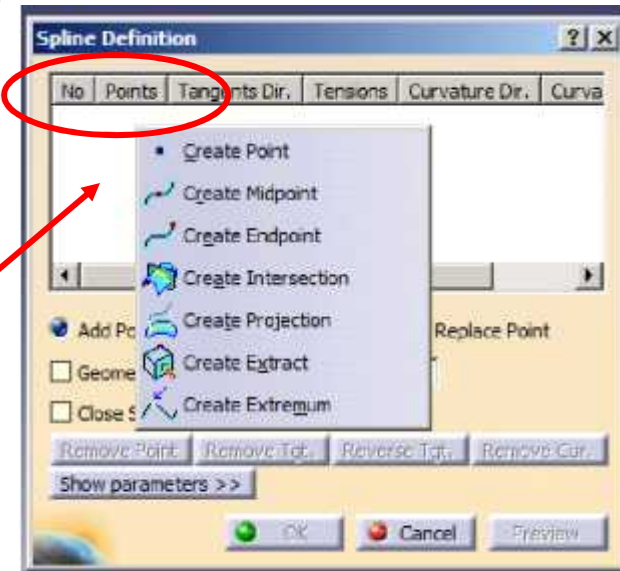 Spline Definition
No Points Tangents Dir. Tensions Curvature Dir. Curva
Create Point
Create Midpoint
Create Endpoint
Create Intersection
Create Projection
Create Extract
Create Extremum
Add Po Replace Point
Geome
Close S
Remove Point Remove Tgt. Reverse Tgt. Remove Cur.
Show parameters >>
OK Cancel Preview